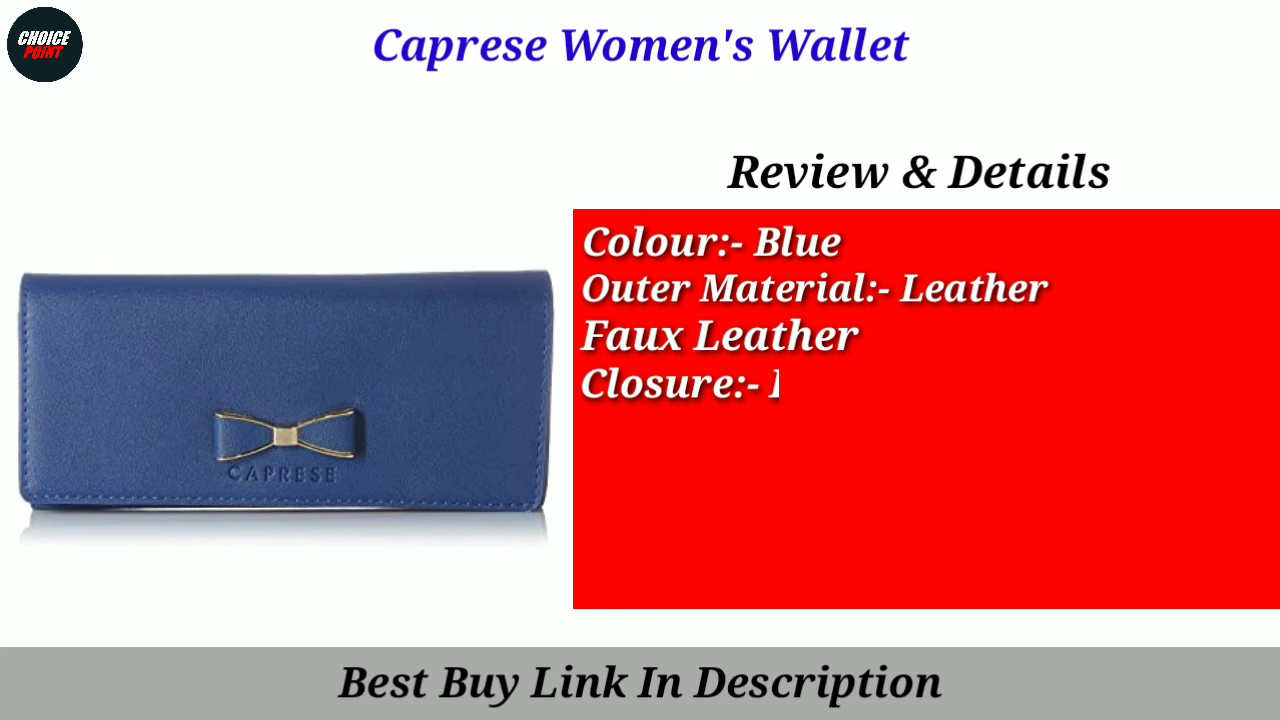 CHOICE
POINT
Caprese Women's Wallet
Review & Details
Colour:- Blue
Outer Material:- Leather
Faux Leather
Closure:-
CAPRESE
Best Buy Link In Description